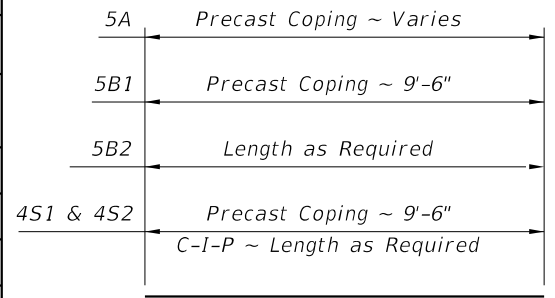 5A Precast Coping ~ Varies
5B1 Precast Coping ~ 9'-6"
5B2 Length as Required
4S1 & 4S2 Precast Coping ~ 9'-6"
C-I-P ~ Length as Required